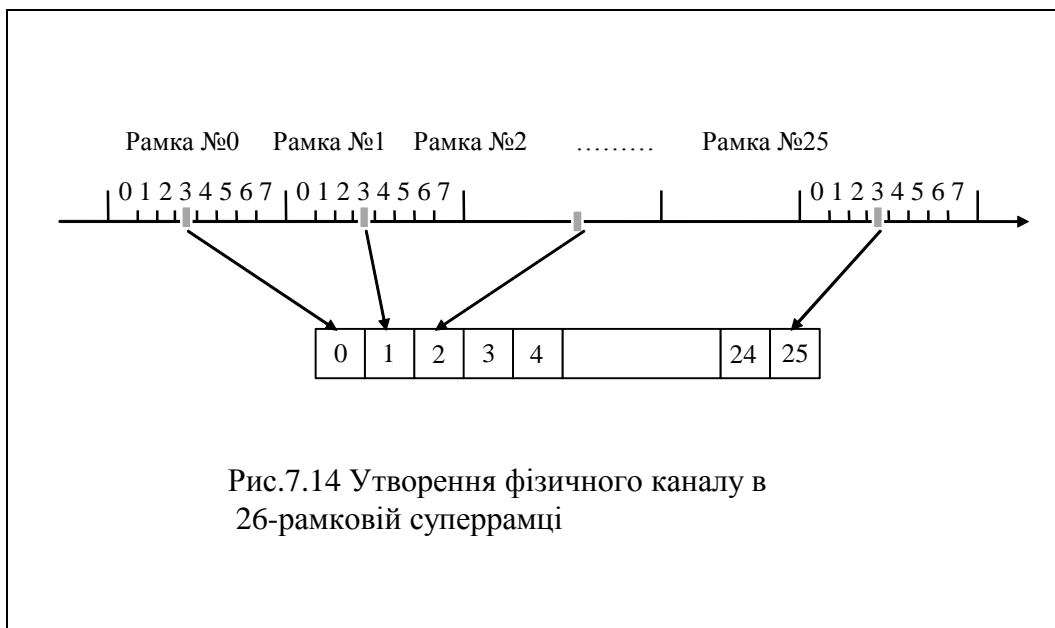 Рамка №0 Рамка №1 Рамка №2 ......... Рамка №25
0 1 2 3 4 5 6 7 0 1 2 3 4 5 6 7 0 1 2 3 4 5 6 7
0 1 2 3 4 24 25
Рис.7.14 Утворення фізичного каналу в
26-рамковій суперрамці